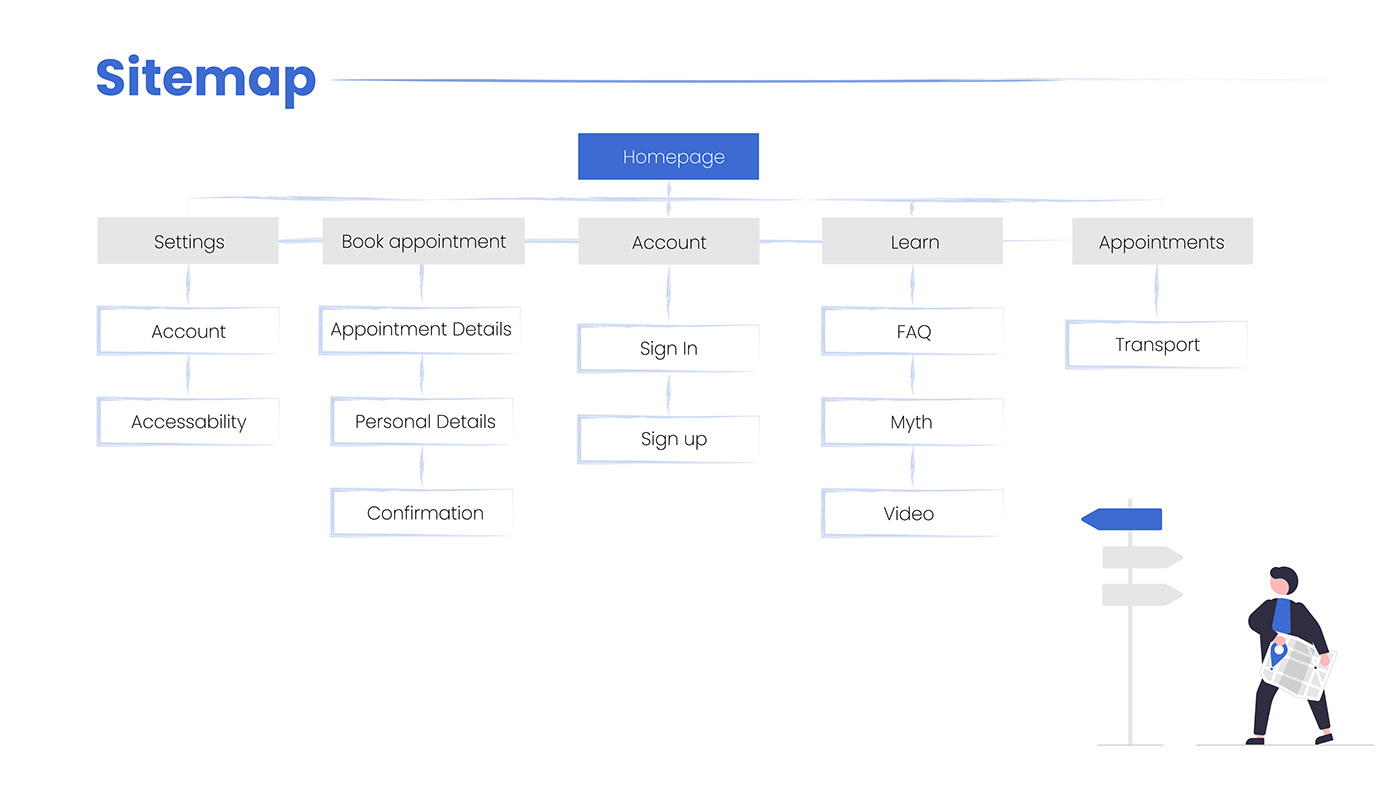 Sitemap
Homepage
Settings
Book appointment
Account
Learn
Appointments
Account
Appointment Details
Sign In
FAQ
Transport
Accessability
Personal Details
Sign up
Myth
Confirmation
Video